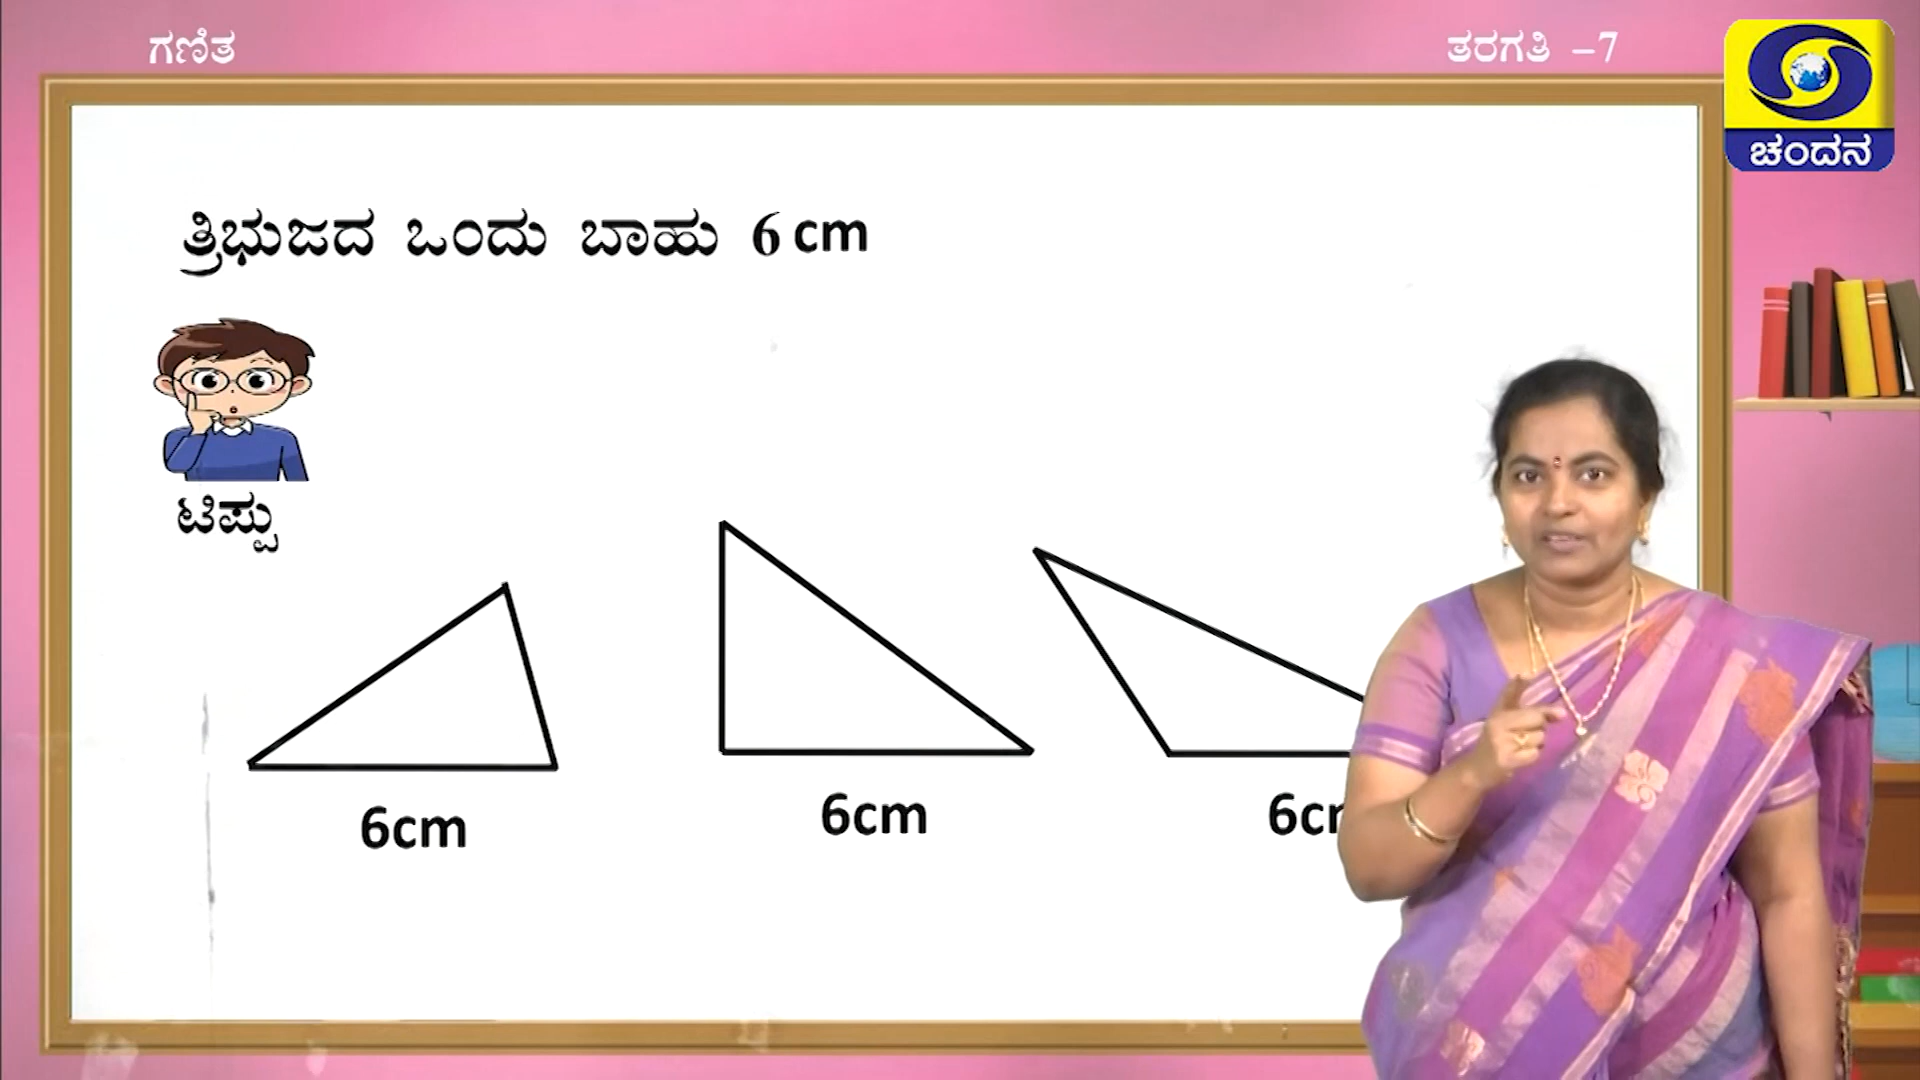 ಗಣಿತ
ತರಗತಿ –7
ಚಂದನ
ತ್ರಿಭುಜದ ಒಂದು ಬಾಹು 6 cm
ಟಿಪ್ಪು
6cm
6cm